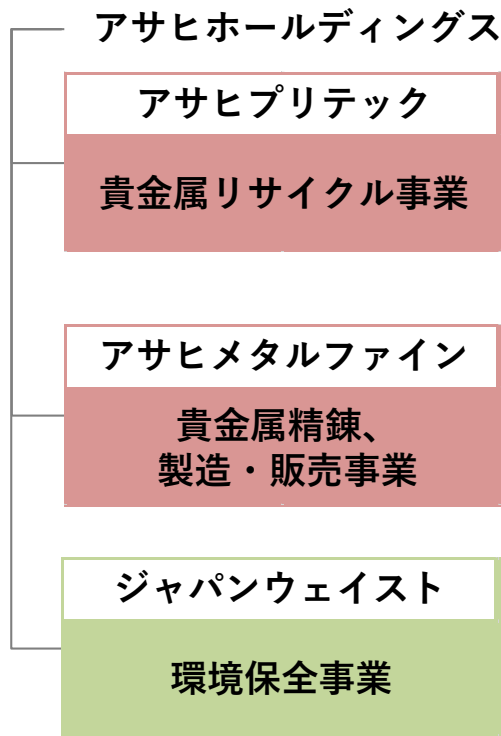 アサヒホールディングス
アサヒプリテック
貴金属リサイクル事業
アサヒメタルファイン
貴金属精錬、
製造・販売事業
ジャパンウェイスト
環境保全事業